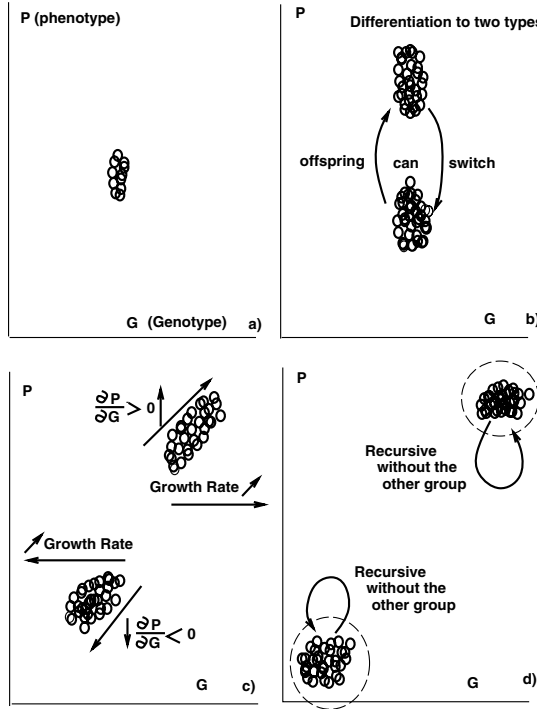 P (phenotype)
G (Genotype) a)
P
Differentiation to two types
offspring can switch
G b)
P
∂P
∂G
> 0
Growth Rate
Growth Rate
∂P
∂G
< 0
G c)
P
Recursive
without the
other group
Recursive
without the
other group
G d)